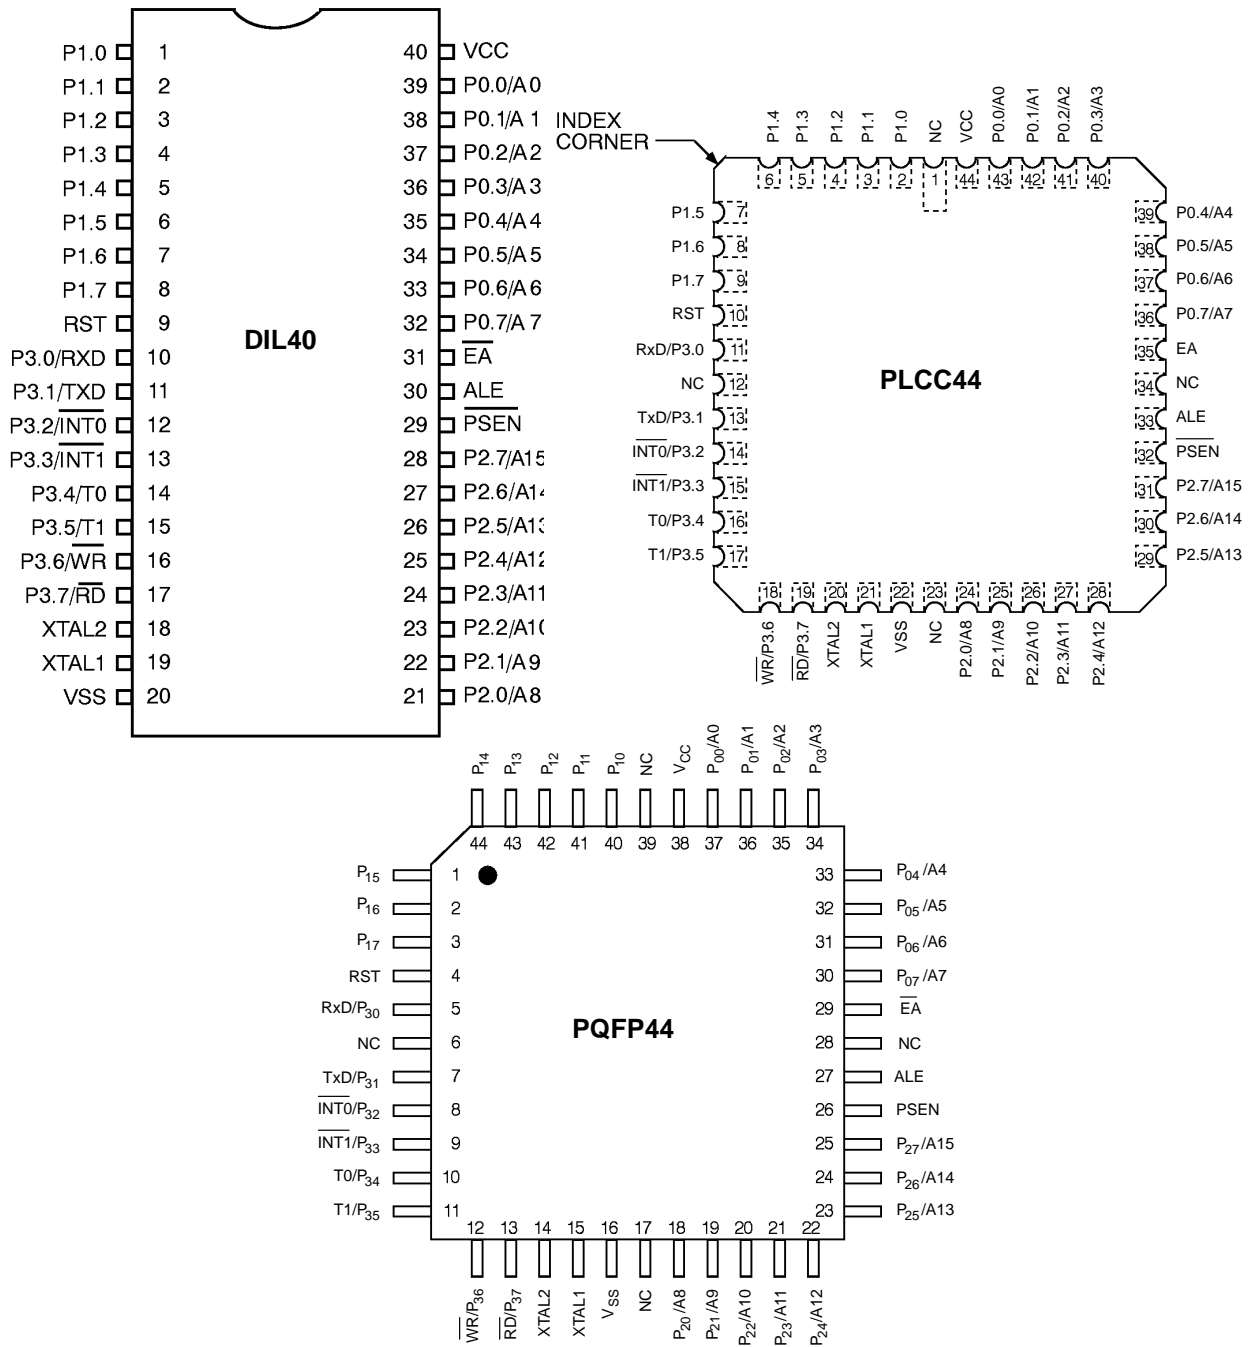 P1.0 1 40 VCC
P1.1 2 39 P0.0/A0
P1.2 3 38 P0.1/A1
P1.3 4 37 P0.2/A2
P1.4 5 36 P0.3/A3
P1.5 6 35 P0.4/A4
P1.6 7 34 P0.5/A5
P1.7 8 33 P0.6/A6
RST 9 32 P0.7/A7
DIL40
P3.0/RXD 10 31 EA
P3.1/TXD 11 30 ALE
P3.2/INT0 12 29 PSEN
P3.3/INT1 13 28 P2.7/A15
P3.4/T0 14 27 P2.6/A14
P3.5/T1 15 26 P2.5/A13
P3.6/WR 16 25 P2.4/A12
P3.7/RD 17 24 P2.3/A11
XTAL2 18 23 P2.2/A10
XTAL1 19 22 P2.1/A9
VSS 20 21 P2.0/A8
INDEX
CORNER
P1.4 P1.3 P1.2 P1.1 P1.0 NC VCC P0.0/A0 P0.1/A1 P0.2/A2 P0.3/A3
6 5 4 3 2 1 44 43 42 41 40
P1.5 7 39 P0.4/A4
P1.6 8 38 P0.5/A5
P1.7 9 37 P0.6/A6
RST 10 36 P0.7/A7
RxD/P3.0 11 35 EA
PLCC44
NC 12 34 NC
TxD/P3.1 13 33 ALE
INT0/P3.2 14 32 PSEN
INT1/P3.3 15 31 P2.7/A15
T0/P3.4 16 30 P2.6/A14
T1/P3.5 17 29 P2.5/A13
18 19 20 21 22 23 24 25 26 27 28
WR/P3.6 RD/P3.7 XTAL2 XTAL1 VSS NC P2.0/A8 P2.1/A9 P2.2/A10 P2.3/A11 P2.4/A12
P14 P13 P12 P11 P10 NC VCC P00/A0 P01/A1 P02/A2 P03/A3
44 43 42 41 40 39 38 37 36 35 34
P15 1 33 P04/A4
P16 2 32 P05/A5
P17 3 31 P06/A6
RST 4 30 P07/A7
RxD/P30 5 29 EA
PQFP44
NC 6 28 NC
TxD/P31 7 27 ALE
INT0/P32 8 26 PSEN
INT1/P33 9 25 P27/A15
T0/P34 10 24 P26/A14
T1/P35 11 23 P25/A13
12 13 14 15 16 17 18 19 20 21 22
WR/P36 RD/P37 XTAL2 XTAL1 VSS NC P20/A8 P21/A9 P22/A10 P23/A11 P24/A12